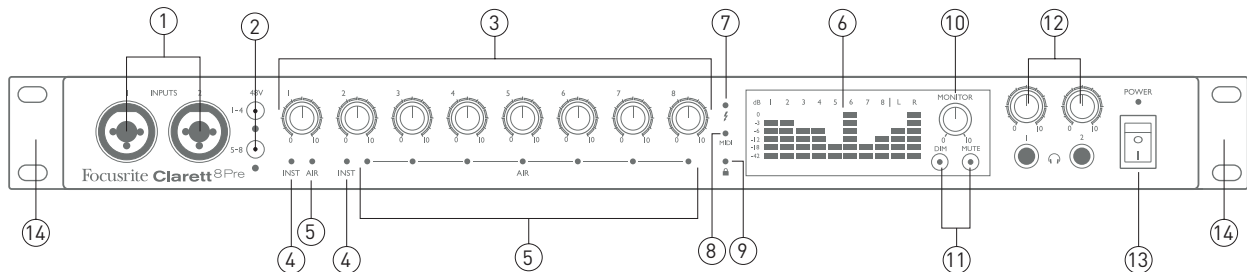 1 2 3 7 6 10 12
1 INPUTS 2 48V 1 2 3 4 5 6 7 8 dB 1 2 3 4 5 6 7 8 | L R MONITOR POWER
1-4
5-8
0 10 0 10 0 10 0 10 0 10 0 10 0 10 0 10
MIDI
0
-3
-6
-12
-18
-42
0 10
DIM MUTE
0 10 0 10
1 2
O
I
Focusrite Clarett 8Pre INST AIR INST AIR
14 4 5 4 5 8 9 11 13 14